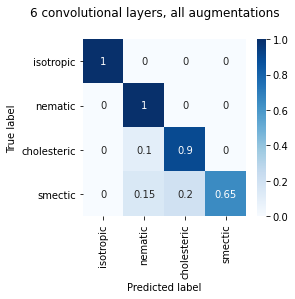 6 convolutional layers, all augmentations
True label
isotropic 1 0 0 0
nematic 0 1 0 0
cholesteric 0 0.1 0.9 0
smectic 0 0.15 0.2 0.65
isotropic nematic cholesteric smectic
Predicted label
1.0
0.8
0.6
0.4
0.2
0.0